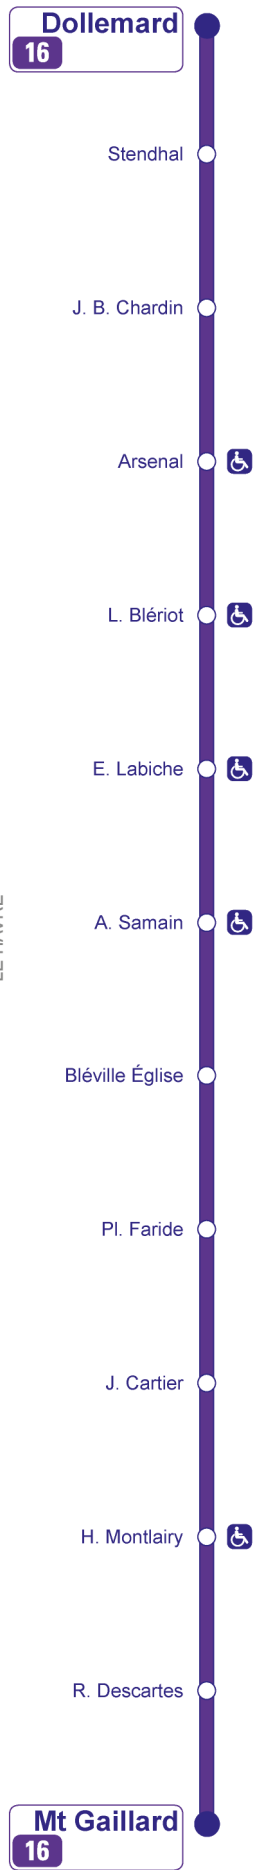 Dollemard
16
Stendhal
J. B. Chardin
Arsenal
L. Blériot
E. Labiche
A. Samain
Bléville Église
Pl. Faride
J. Cartier
H. Montlairy
R. Descartes
Mt Gaillard
16